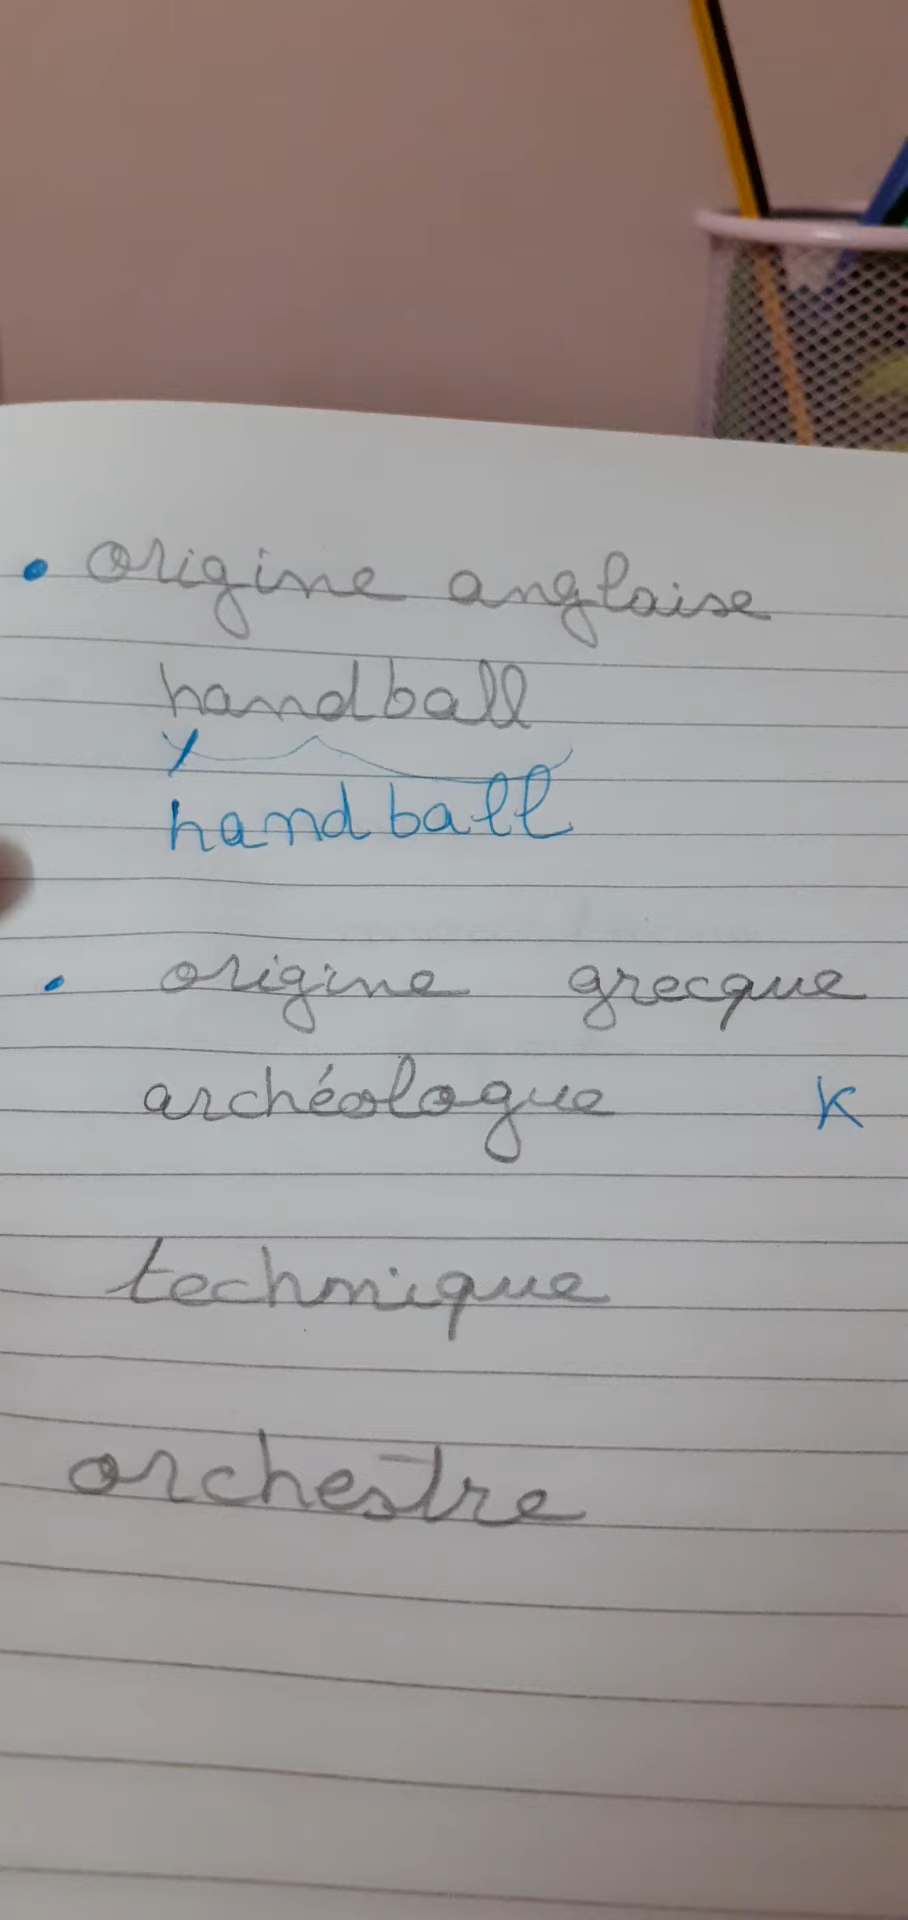 • origine anglaise
handball
handball
• origine grecque
archéologue K
technique
orchestre